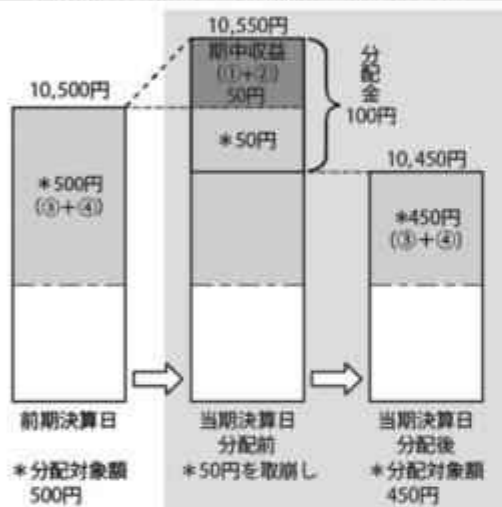 10,500円
*500円
(③+④)
前期決算日
*分配対象額
500円
10,550円
期中収益
(①+②)
50円
*50円
分配金
100円
当期決算日
分配前
*50円を取崩し
10,450円
*450円
(③+④)
当期決算日
分配後
*分配対象額
450円